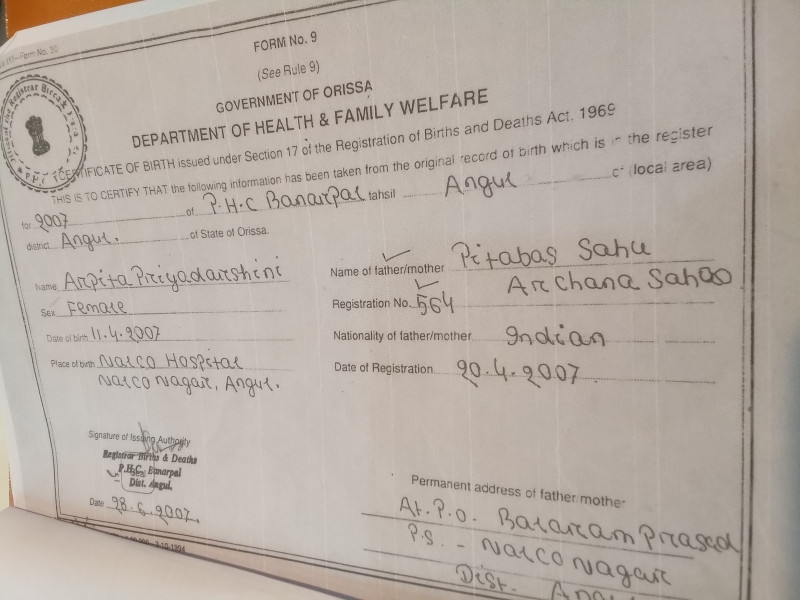 FORM No. 9
(See Rule 9)
GOVERNMENT OF ORISSA
DEPARTMENT OF HEALTH & FAMILY WELFARE
CERTIFICATE OF BIRTH issued under Section 17 of the Registration of Births and Deaths Act. 1969
THIS IS TO CERTIFY THAT the following information has been taken from the original record of birth which is in the register
for 2007 of P.H.C Banarpal tahsil Angul of (local area)
district Angul. of State of Orissa.
Name Arpita Priyadarshini
Sex Female
Date of birth 11.4.2007
Place of birth Nalco Hospital
Nalco Nagar, Angul.
Name of father/mother Pitabas Sahu
Archana Sahoo
Registration No. 564
Nationality of father/mother Indian
Date of Registration 20.4.2007
Signature of Issuing Authority
Registrar Births & Deaths
P.H.C. Banarpal
Dist. Angul.
Date 28.6.2007.
Permanent address of father mother
At. P.O. Balaram Prasad
P.S. - Nalco Nagar
Dist. Angul